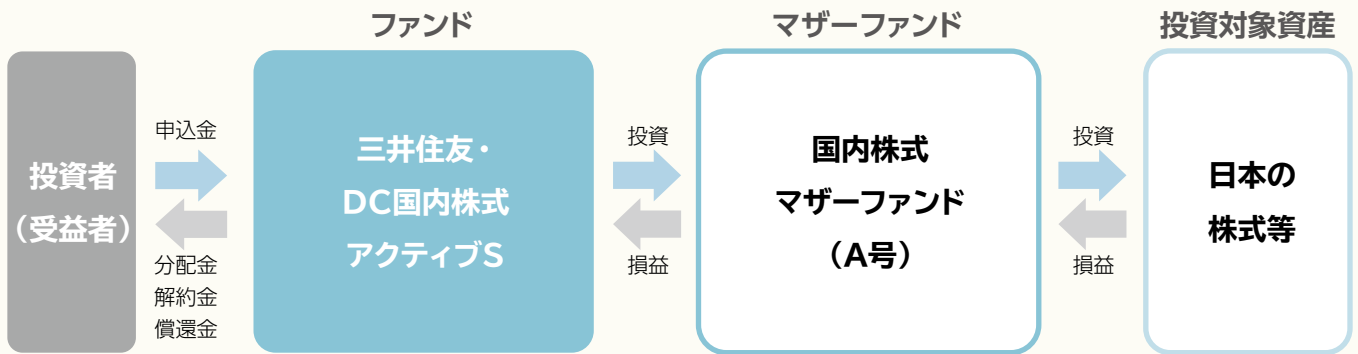 ファンド
マザーファンド
投資対象資産
投資者
（受益者）
申込金
分配金
解約金
償還金
三井住友・
DC国内株式
アクティブS
投資
損益
国内株式
マザーファンド
（A号）
投資
損益
日本の
株式等